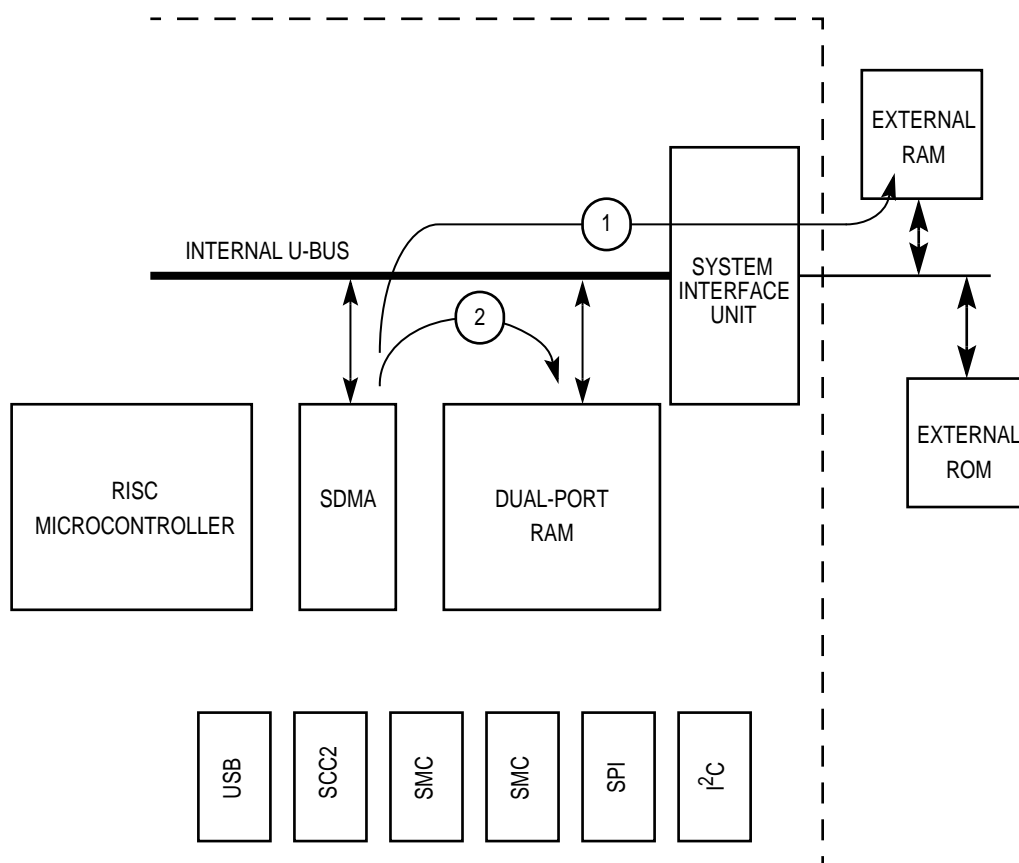 EXTERNAL
RAM
1
INTERNAL U-BUS
SYSTEM
INTERFACE
UNIT
2
RISC
MICROCONTROLLER
SDMA
DUAL-PORT
RAM
EXTERNAL
ROM
USB
SCC2
SMC
SMC
SPI
I²C